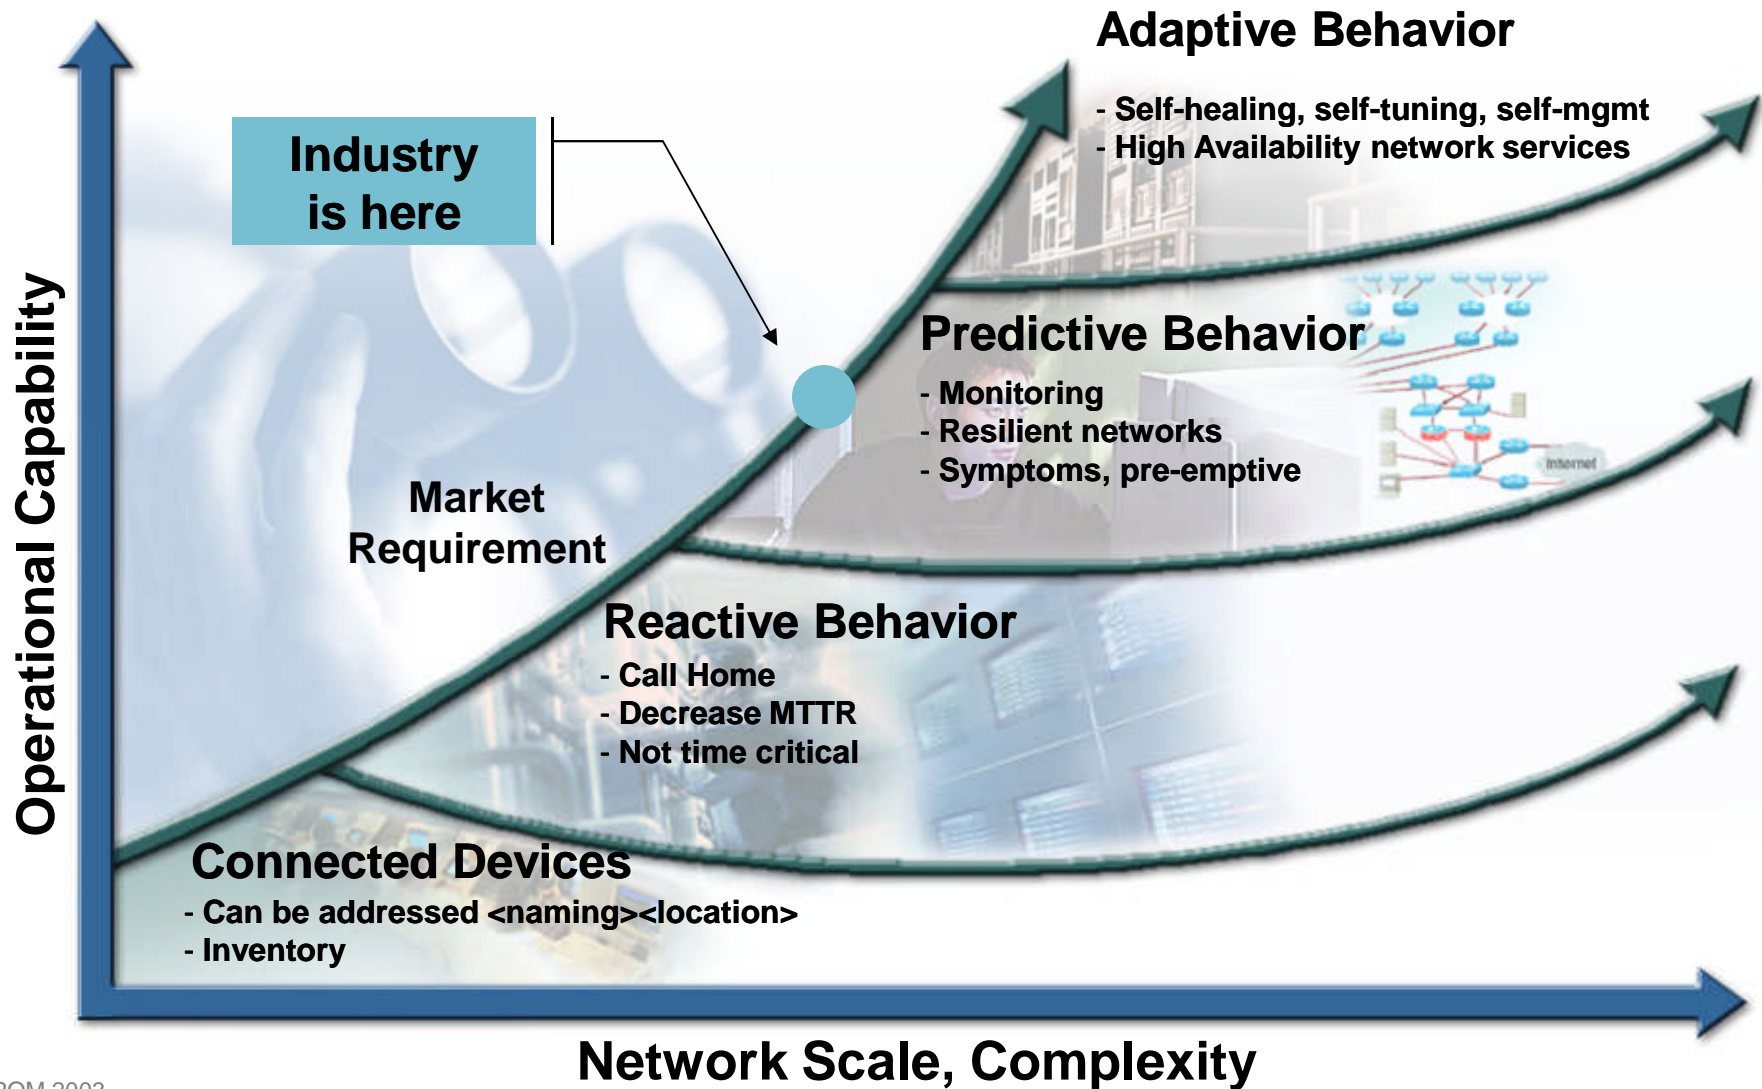 Adaptive Behavior
- Self-healing, self-tuning, self-mgmt
- High Availability network services
Industry
is here
Predictive Behavior
- Monitoring
- Resilient networks
- Symptoms, pre-emptive
Internet
Market
Requirement
Reactive Behavior
- Call Home
- Decrease MTTR
- Not time critical
Connected Devices
- Can be addressed <naming><location>
- Inventory
Operational Capability
Network Scale, Complexity
2003